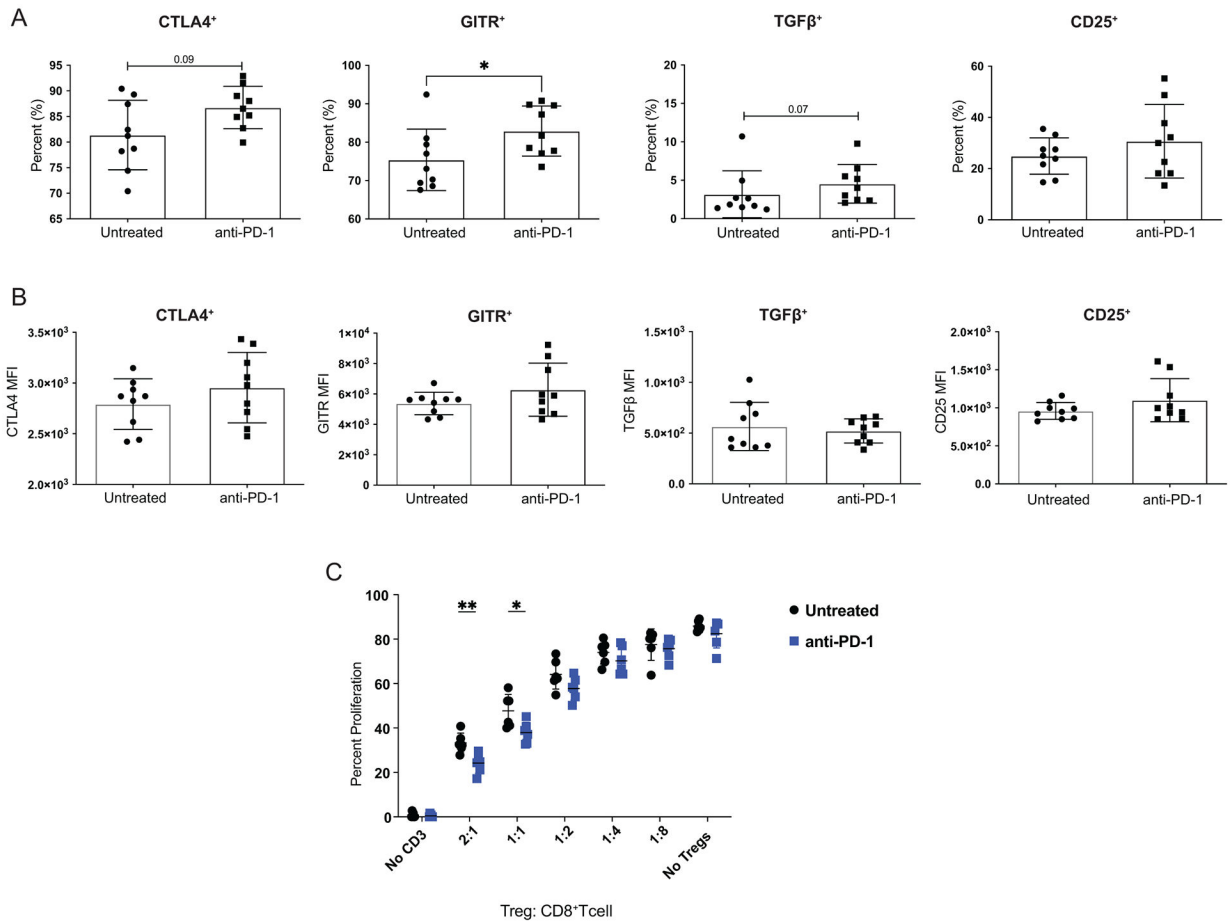 A
CTLA4⁺
GITR⁺
TGFβ⁺
CD25⁺
Percent (%)
95
90
85
80
75
70
65
0.09
Untreated
anti-PD-1
Percent (%)
100
90
80
70
60
*
Untreated
anti-PD-1
Percent (%)
20
15
10
5
0
0.07
Untreated
anti-PD-1
Percent (%)
60
40
20
0
Untreated
anti-PD-1
B
CTLA4⁺
GITR⁺
TGFβ⁺
CD25⁺
CTLA4 MFI
3.5×10³
3.0×10³
2.5×10³
2.0×10³
Untreated
anti-PD-1
GITR MFI
1×10⁴
8×10³
6×10³
4×10³
2×10³
0
Untreated
anti-PD-1
TGFβ MFI
1.5×10³
1.0×10³
5.0×10²
0.0
Untreated
anti-PD-1
CD25 MFI
2.0×10³
1.5×10³
1.0×10³
5.0×10²
0.0
Untreated
anti-PD-1
C
Percent Proliferation
100
80
60
40
20
0
**
*
Untreated
anti-PD-1
No CD3
2:1
1:1
1:2
1:4
1:8
No Tregs
Treg: CD8⁺Tcell